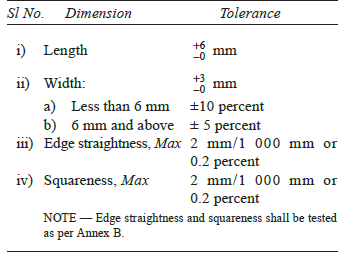 Sl No. Dimension Tolerance
i) Length +6 -0 mm
ii) Width: +3 -0 mm
a) Less than 6 mm ±10 percent
b) 6 mm and above ± 5 percent
iii) Edge straightness, Max 2 mm/1 000 mm or
0.2 percent
iv) Squareness, Max 2 mm/1 000 mm or
0.2 percent
NOTE — Edge straightness and squareness shall be tested
as per Annex B.